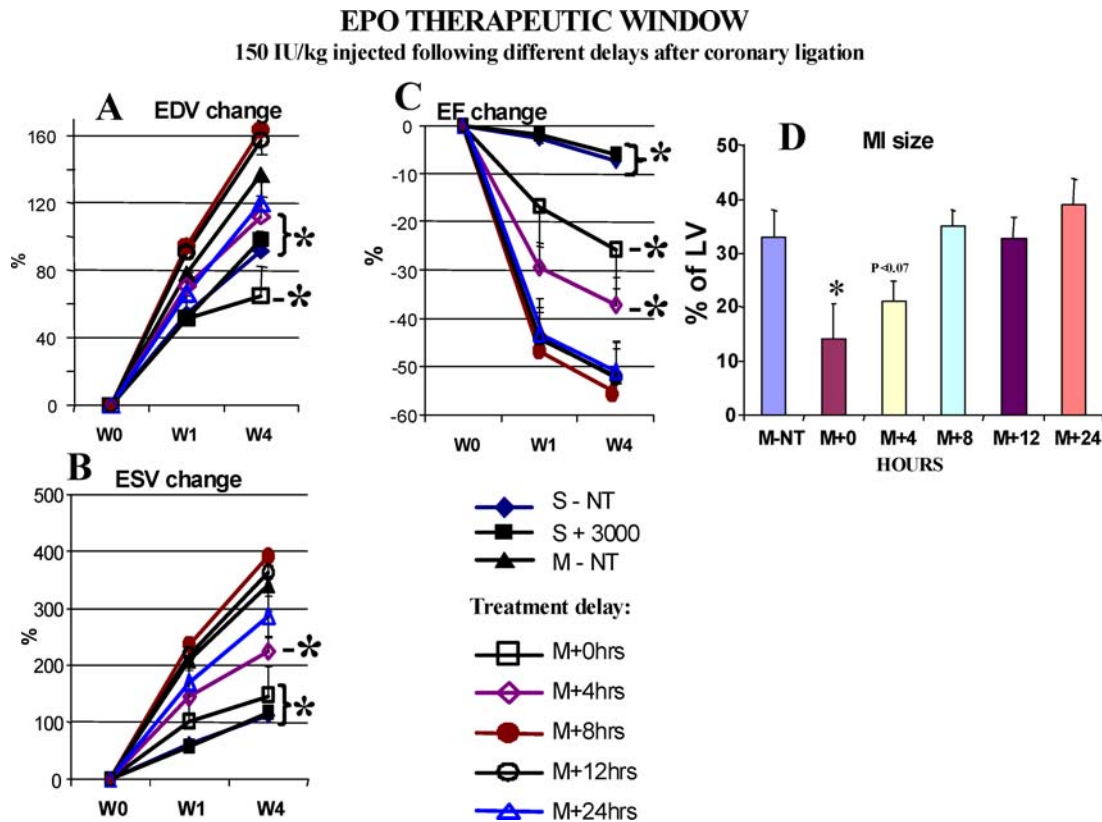 EPO THERAPEUTIC WINDOW
150 IU/kg injected following different delays after coronary ligation
A
EDV change
160
120
80
40
0
%
W0 W1 W4
*
-*
B
ESV change
500
400
300
200
100
0
%
W0 W1 W4
-*
*
C
EF change
0
-10
-20
-30
-40
-50
-60
%
W0 W1 W4
*
-*
-*
D
MI size
50
40
30
20
10
0
% of LV
*
P<0.07
M-NT M+0 M+4 M+8 M+12 M+24
HOURS
S - NT
S + 3000
M - NT
Treatment delay:
M+0hrs
M+4hrs
M+8hrs
M+12hrs
M+24hrs